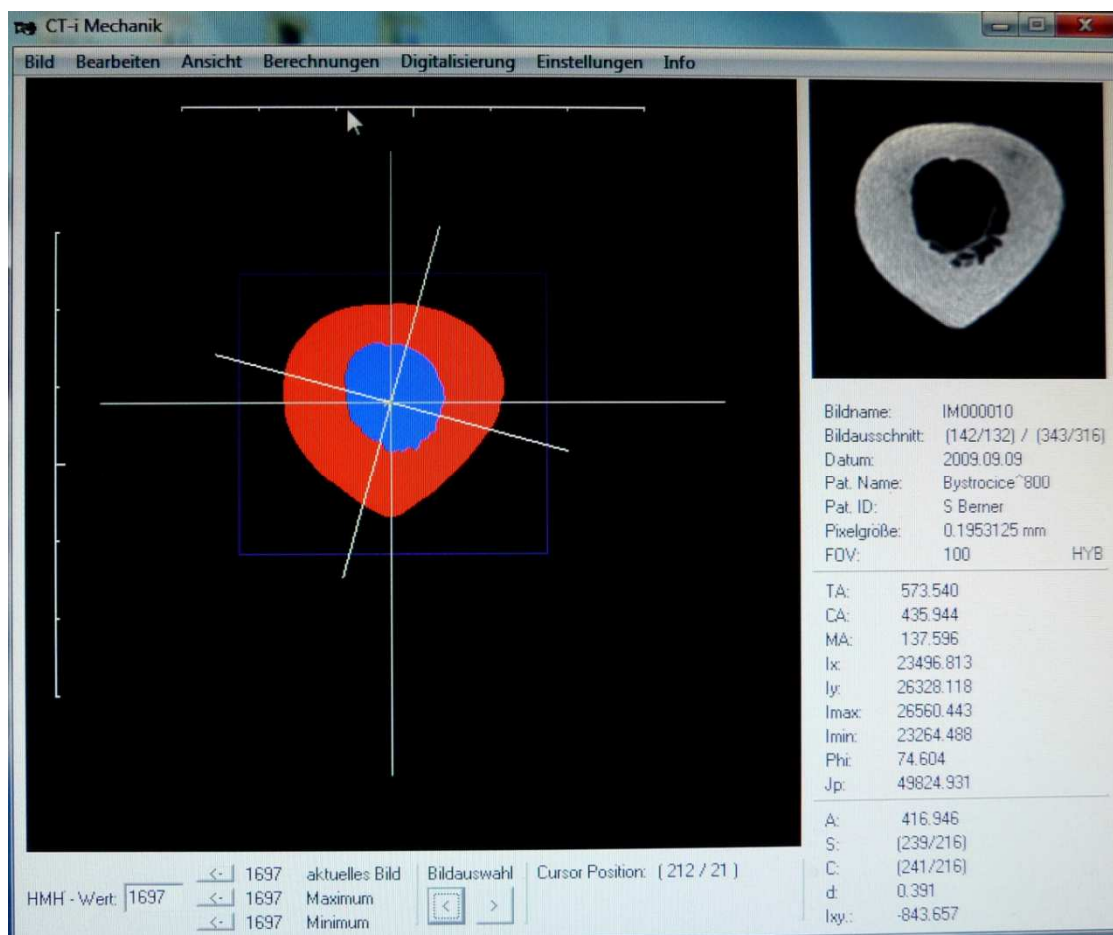 CT-i Mechanik
Bild Bearbeiten Ansicht Berechnungen Digitalisierung Einstellungen Info
Bildname: IM000010
Bildausschnitt: (142/132) / (343/316)
Datum: 2009.09.09
Pat. Name: Bystrocice^800
Pat. ID: S Berner
Pixelgröße: 0.1953125 mm
FOV: 100 HYB
TA: 573.540
CA: 435.944
MA: 137.596
Ix: 23496.813
Iy: 26328.118
Imax: 26560.443
Imin: 23264.488
Phi: 74.604
Jp: 49824.931
A: 416.946
S: (239/216)
C: (241/216)
d: 0.391
Ixy.: -843.657
HMH - Wert: 1697
<- 1697 aktuelles Bild
<- 1697 Maximum
<- 1697 Minimum
Bildauswahl
< >
Cursor Position: ( 212 / 21 )